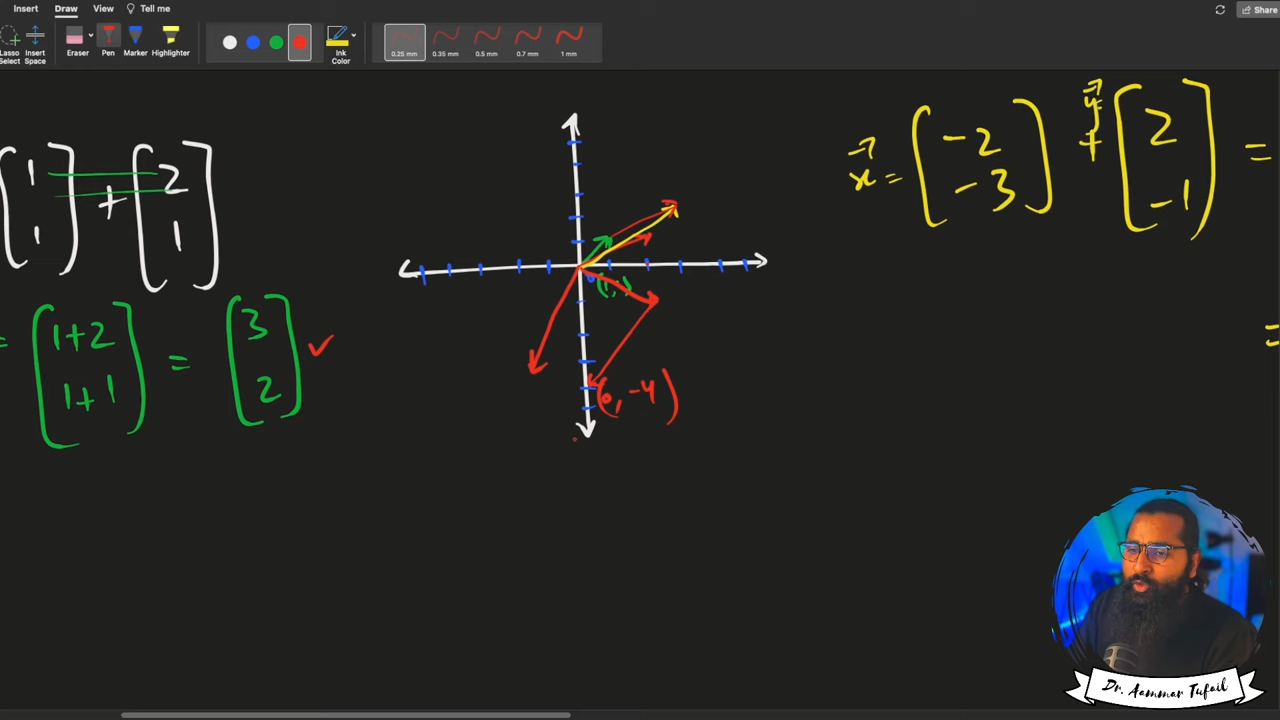 Insert Draw View Tell me Share
Lasso Select Insert Space Eraser Pen Marker Highlighter Ink Color 0.25 mm 0.35 mm 0.5 mm 0.7 mm 1 mm
[1 1] + [2 1]
= [1+2 1+1] = [3 2] ✓
(1,1)
(0, -4)
x⃗ = [-2 -3] + y⃗ [2 -1] =
=
Dr. Aammar Tufail